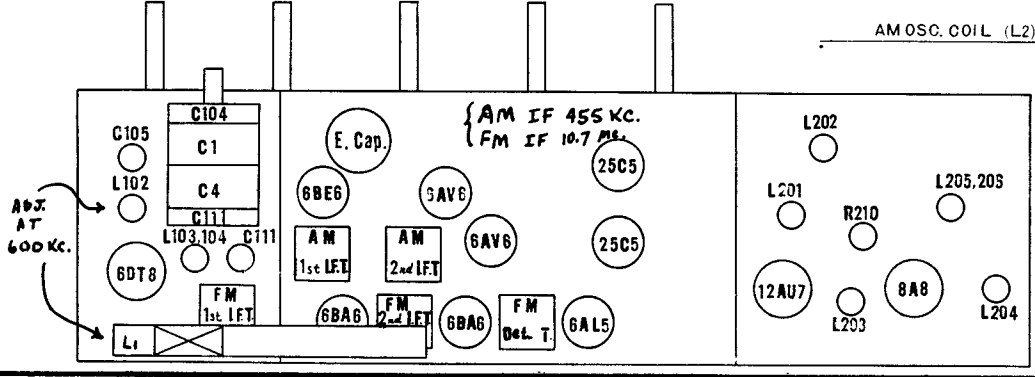 AM OSC. COIL (L2)
C104
{AM IF 455 KC.
FM IF 10.7 MC.
C105
C1
E. Cap.
L202
25C5
L102
C4
6BE6
6AV6
L201
L205,206
ADJ.
AT
600 KC.
C111
R210
L103,104
C111
AM
1st I.F.T.
AM
2nd I.F.T.
6AV6
25C5
6DT8
12AU7
8A8
FM
1st I.F.T.
6BA6
FM
2nd I.F.T.
6BA6
FM
Det. T.
6AL5
L203
L204
L1